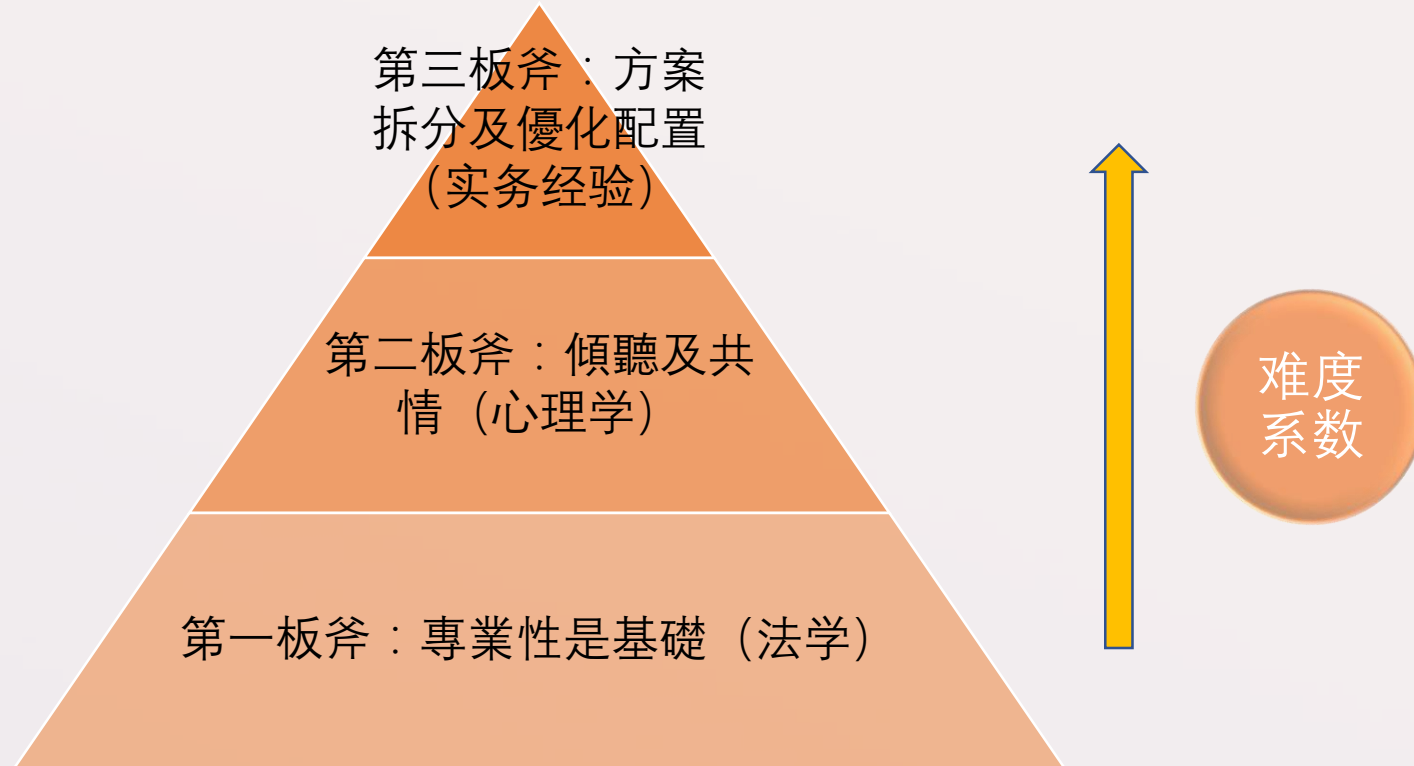 第三板斧：方案
拆分及優化配置
（实务经验）
第二板斧：傾聽及共
情（心理学）
第一板斧：專業性是基礎（法学）
难度
系数